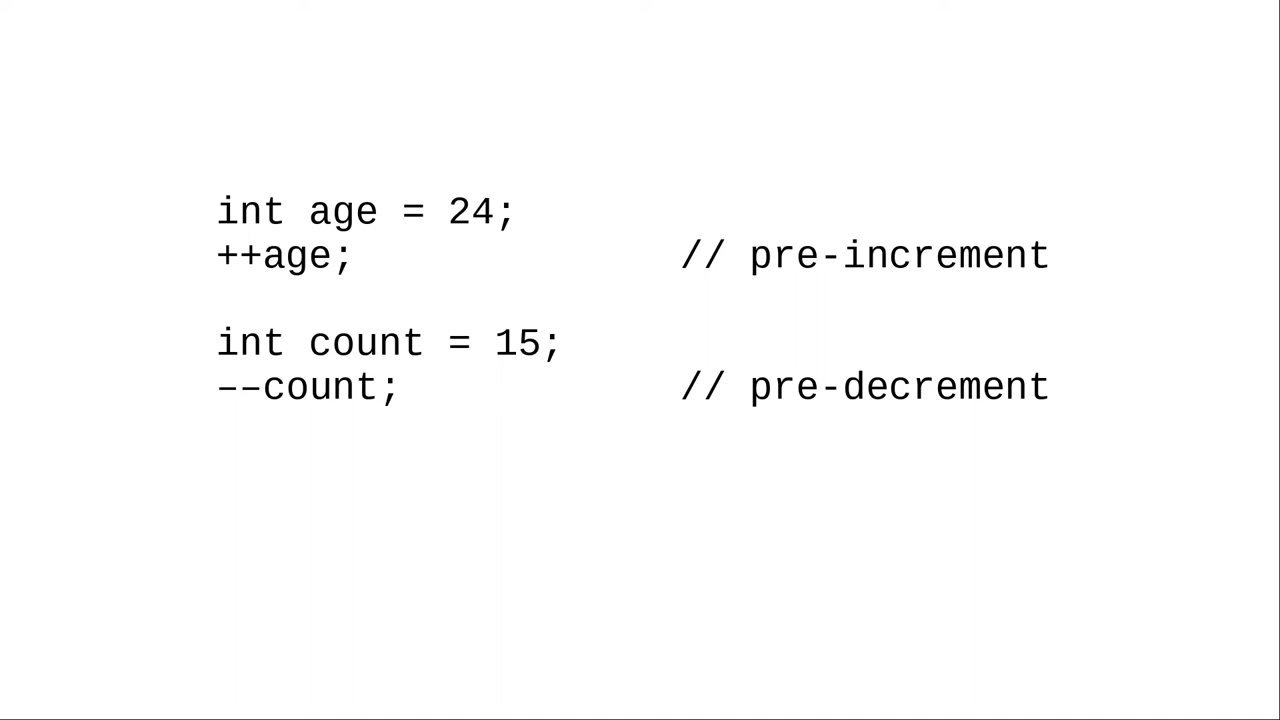 int age = 24;
++age; // pre-increment
int count = 15;
––count; // pre-decrement